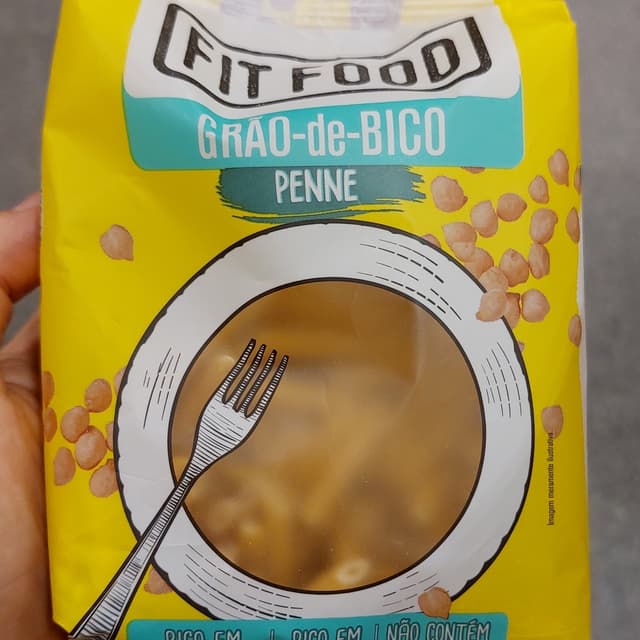 FIT FOOD
GRÃO-de-BICO
PENNE
Imagem meramente ilustrativa
RICO EM RICO EM NÃO CONTÉM